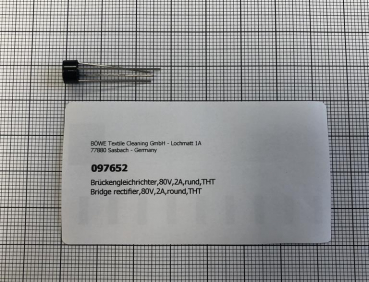 BÖWE Textile Cleaning GmbH - Lochmatt 1A
77880 Sasbach - Germany
097652
Brückengleichrichter,80V,2A,rund,THT
Bridge rectifier,80V,2A,round,THT